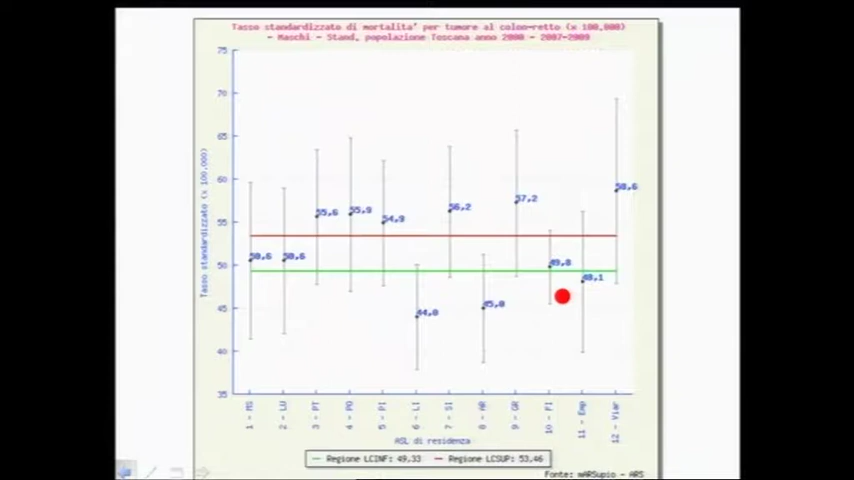 Tasso standardizzato di mortalita' per tumore al colon-retto (x 100,000)
- Maschi - Stand. popolazione Toscana anno 2000 - 2007-2009
75
70
65
60
55
50
45
40
35
Tasso standardizzato (x 100,000)
50,6
50,6
55,6
55,9
54,9
44,0
56,2
45,0
57,2
49,8
48,1
58,6
1 - MS
2 - LU
3 - PT
4 - PO
5 - PI
6 - LI
7 - SI
8 - AR
9 - GR
10 - FI
11 - Emp
12 - Viar
ASL di residenza
Regione LCINF: 49,33
Regione LCSUP: 53,46
Fonte: mARSupio - ARS